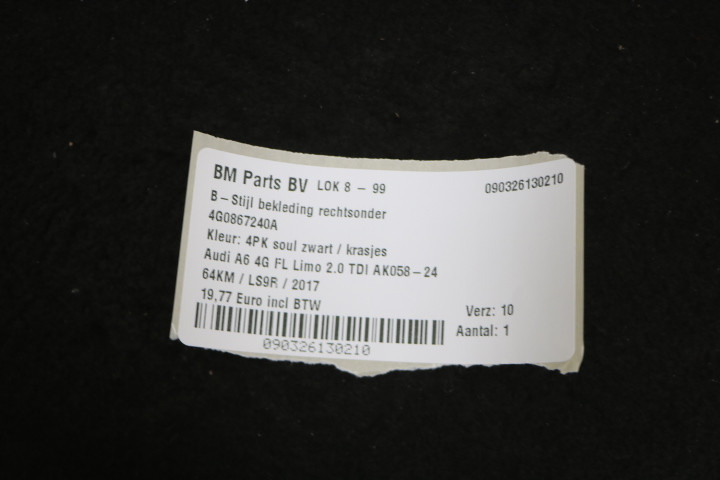 BM Parts BV LOK 8 - 99 090326130210
B-Stijl bekleding rechtsonder
4G0867240A
Kleur: 4PK soul zwart / krasjes
Audi A6 4G FL Limo 2.0 TDI AK058-24
64KM / LS9R / 2017
19,77 Euro incl BTW Verz: 10
Aantal: 1
090326130210